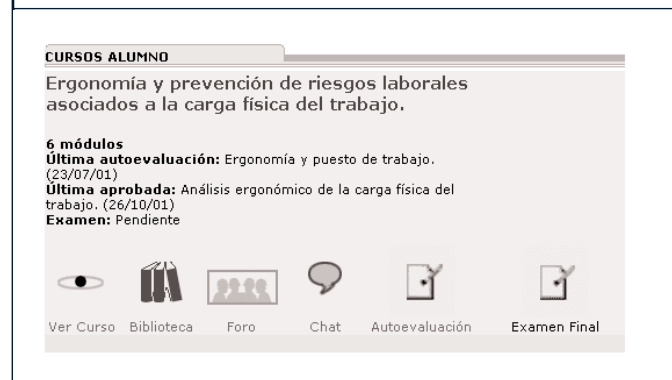 CURSOS ALUMNO
Ergonomía y prevención de riesgos laborales
asociados a la carga física del trabajo.
6 módulos
Última autoevaluación: Ergonomía y puesto de trabajo.
(23/07/01)
Última aprobada: Análisis ergonómico de la carga física del
trabajo. (26/10/01)
Examen: Pendiente
Ver Curso Biblioteca Foro Chat Autoevaluación Examen Final